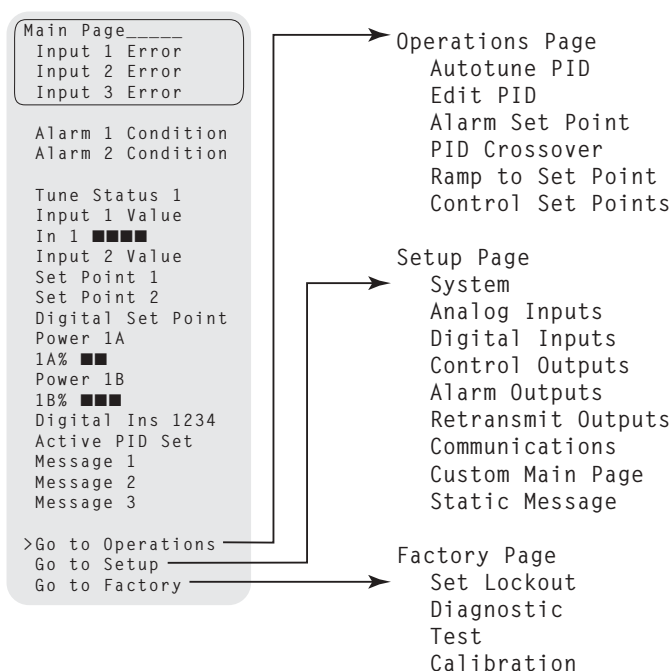 Main Page_____
Input 1 Error
Input 2 Error
Input 3 Error
Alarm 1 Condition
Alarm 2 Condition
Tune Status 1
Input 1 Value
In 1 ■■■■
Input 2 Value
Set Point 1
Set Point 2
Digital Set Point
Power 1A
1A% ■■
Power 1B
1B% ■■■
Digital Ins 1234
Active PID Set
Message 1
Message 2
Message 3
>Go to Operations
Go to Setup
Go to Factory
Operations Page
Autotune PID
Edit PID
Alarm Set Point
PID Crossover
Ramp to Set Point
Control Set Points
Setup Page
System
Analog Inputs
Digital Inputs
Control Outputs
Alarm Outputs
Retransmit Outputs
Communications
Custom Main Page
Static Message
Factory Page
Set Lockout
Diagnostic
Test
Calibration